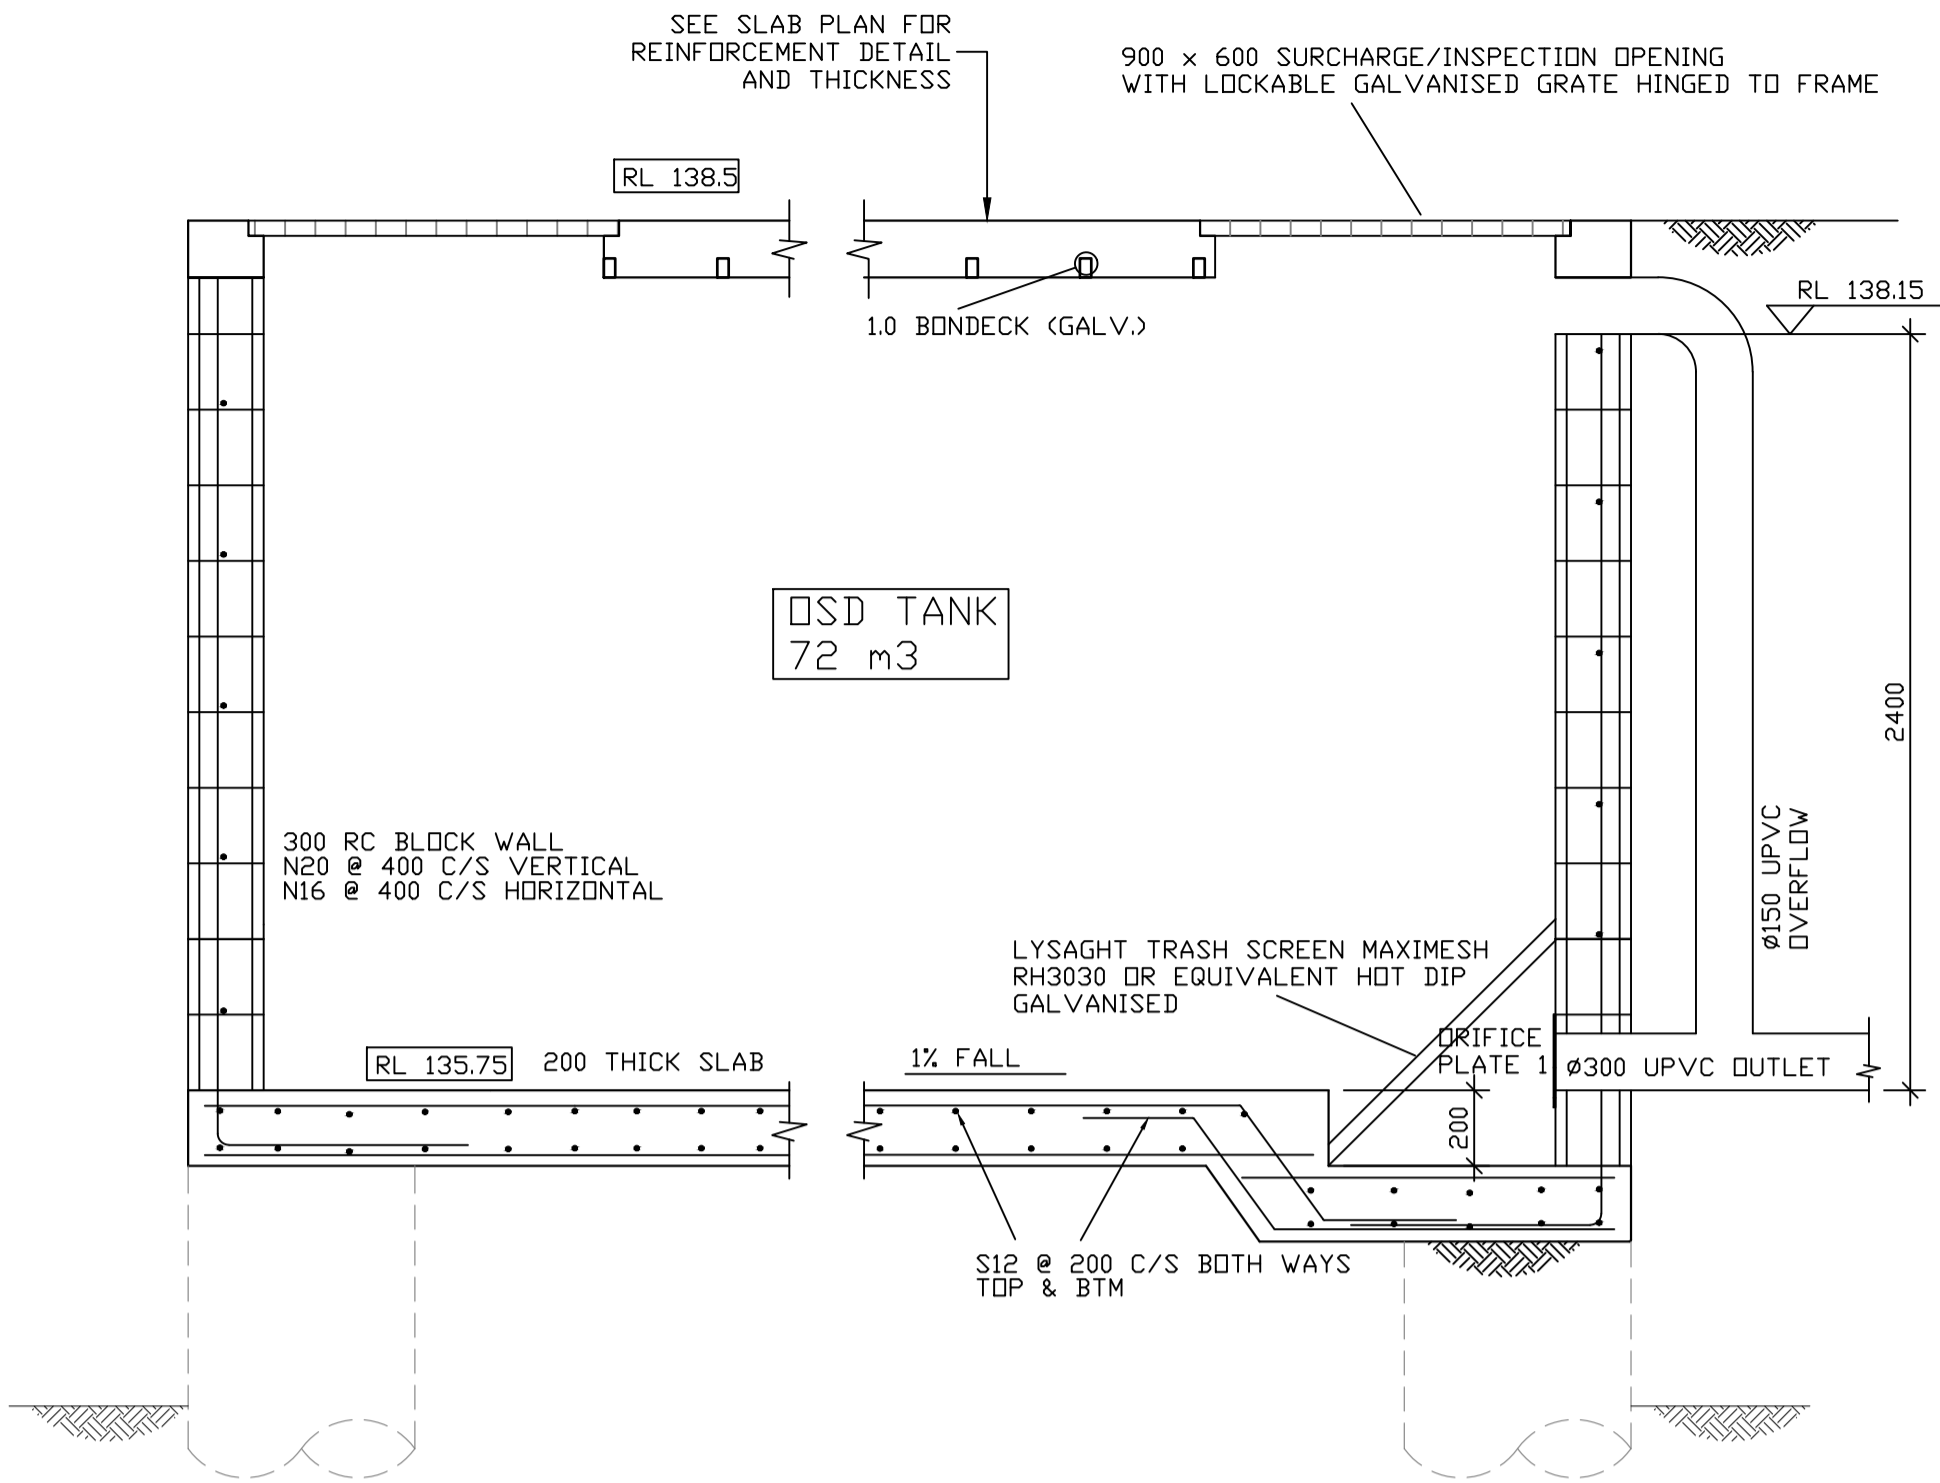 SEE SLAB PLAN FOR
REINFORCEMENT DETAIL
AND THICKNESS
900 x 600 SURCHARGE/INSPECTION OPENING
WITH LOCKABLE GALVANISED GRATE HINGED TO FRAME
RL 138.5
RL 138.15
1.0 BONDECK (GALV.)
OSD TANK
72 m3
2400
300 RC BLOCK WALL
N20 @ 400 C/S VERTICAL
N16 @ 400 C/S HORIZONTAL
ø150 UPVC
OVERFLOW
LYSAGHT TRASH SCREEN MAXIMESH
RH3030 OR EQUIVALENT HOT DIP
GALVANISED
ORIFICE
PLATE 1
ø300 UPVC OUTLET
RL 135.75
200 THICK SLAB
1% FALL
200
S12 @ 200 C/S BOTH WAYS
TOP & BTM